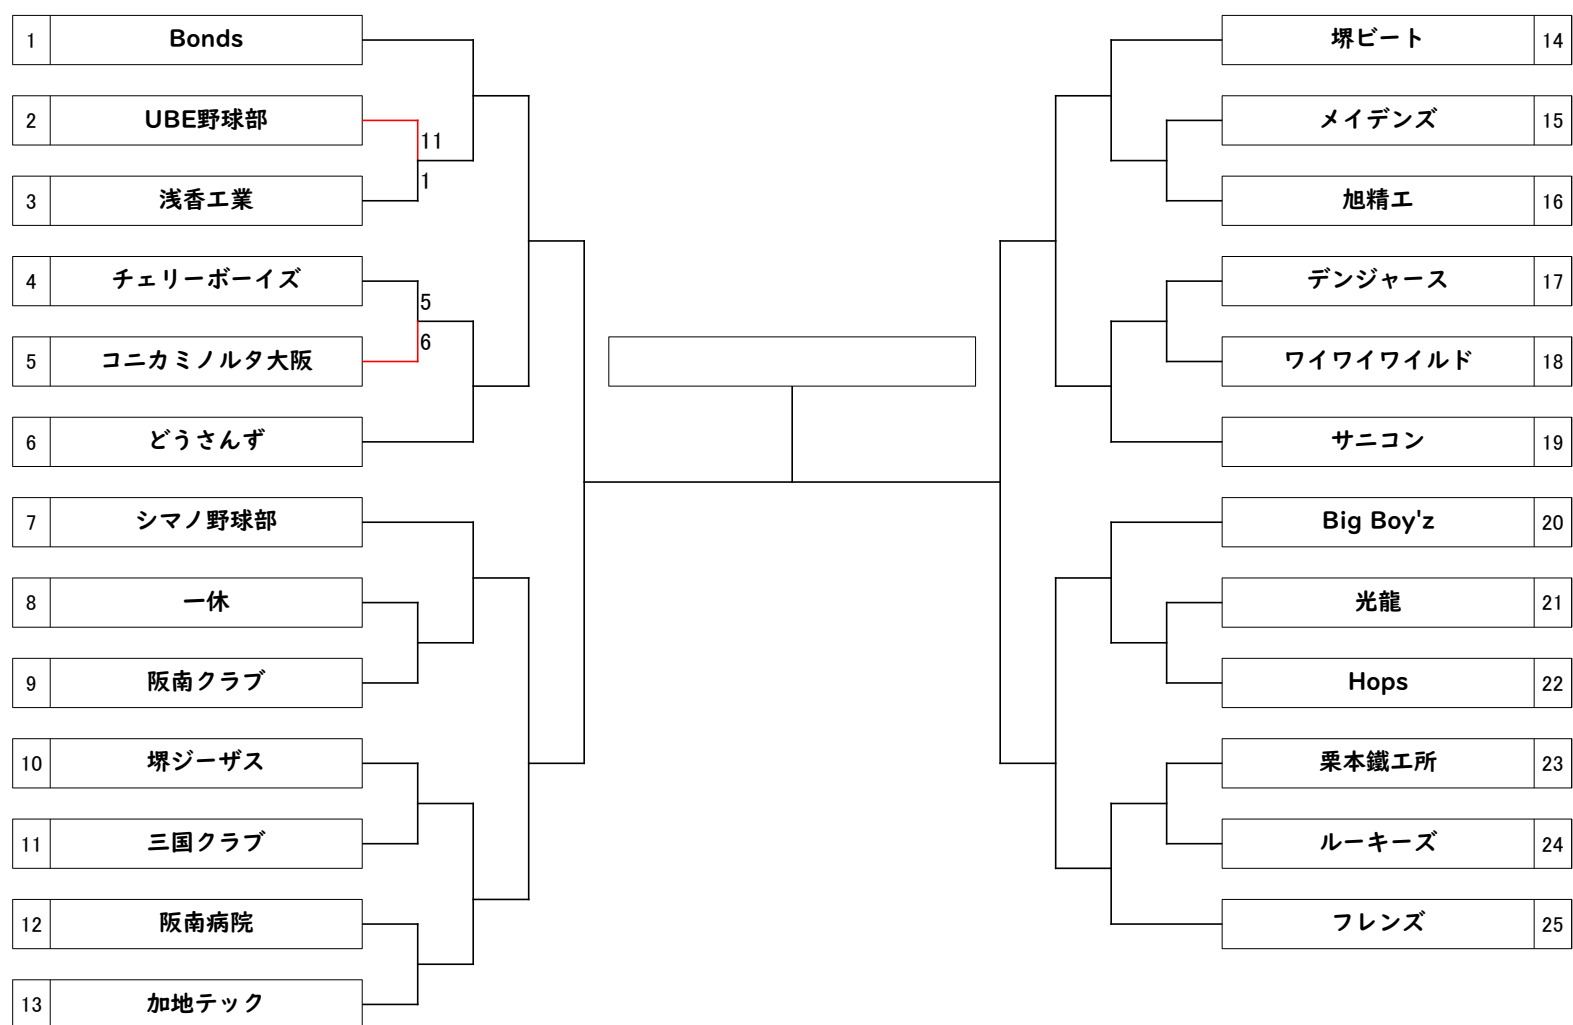 1 Bonds
2 UBE野球部
11
1
3 浅香工業
4 チェリーボーイズ
5
6
5 コニカミノルタ大阪
6 どうさんず
7 シマノ野球部
8 一休
9 阪南クラブ
10 堺ジーザス
11 三国クラブ
12 阪南病院
13 加地テック
堺ビート 14
メイデンズ 15
旭精工 16
デンジャース 17
ワイワイワイルド 18
サニコン 19
Big Boy'z 20
光龍 21
Hops 22
栗本鐵工所 23
ルーキーズ 24
フレンズ 25